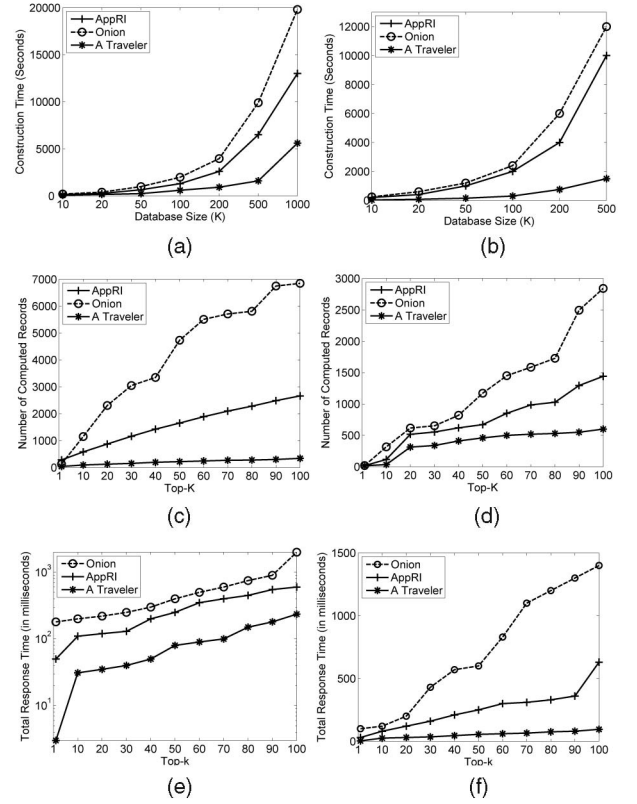 Construction Time (Seconds)
20000
15000
10000
5000
0
AppRI
Onion
A Traveler
10 20 50 100 200 500 1000
Database Size (K)
(a)
Construction Time (Seconds)
12000
10000
8000
6000
4000
2000
0
AppRI
Onion
A Traveler
10 20 50 100 200 500
Database Size (K)
(b)
Number of Computed Records
7000
6000
5000
4000
3000
2000
1000
0
AppRI
Onion
A Traveler
1 10 20 30 40 50 60 70 80 90 100
Top-K
(c)
Number of Computed Records
3000
2500
2000
1500
1000
500
0
AppRI
Onion
A Traveler
1 10 20 30 40 50 60 70 80 90 100
Top-K
(d)
Total Response Time (in milliseconds)
10³
10²
10¹
Onion
AppRI
A Traveler
1 10 20 30 40 50 60 70 80 90 100
Top-k
(e)
Total Response Time (in milliseconds)
1500
1000
500
0
Onion
AppRI
A Traveler
1 10 20 30 40 50 60 70 80 90 100
Top-k
(f)